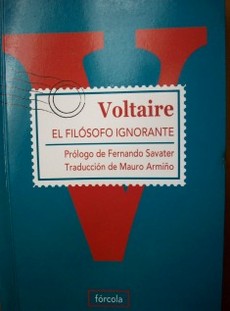 V
Voltaire
EL FILÓSOFO IGNORANTE
Prólogo de Fernando Savater
Traducción de Mauro Armiño
fórcola